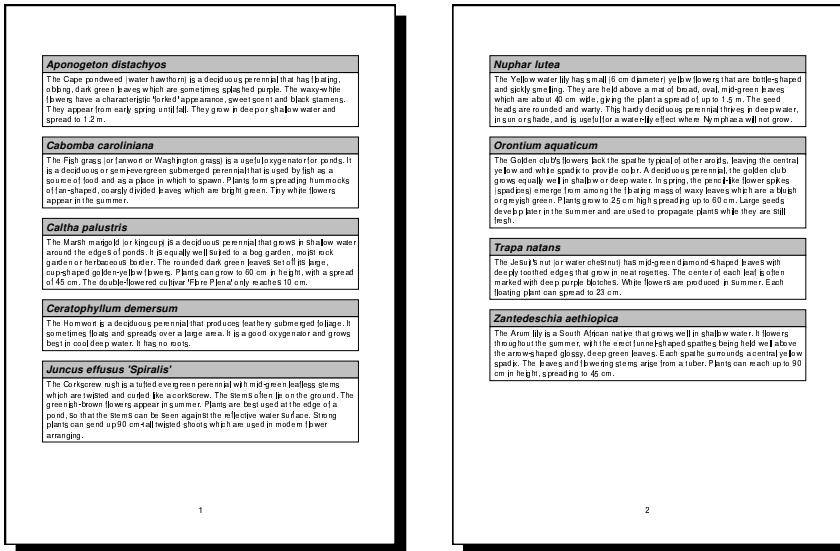 Aponogeton distachyos
The Cape pondweed (water hawthorn) is a deciduous perennial that has floating,
oblong, dark green leaves which are sometimes splashed purple. The waxy-white
flowers have a characteristic 'forked' appearance, sweet scent and black stamens.
They appear from early spring until fall. They grow in deep or shallow water and
spread to 1.2 m.
Cabomba caroliniana
The Fish grass (or fanwort or Washington grass) is a useful oxygenator for ponds. It
is a deciduous or semi-evergreen submerged perennial that is used by fish as a
source of food and as a place in which to spawn. Plants form spreading hummocks
of fan-shaped, coarsly divided leaves which are bright green. Tiny white flowers
appear in the summer.
Caltha palustris
The Marsh marigold (or kingcup) is a deciduous perennial that grows in shallow water
around the edges of ponds. It is equally well suited to a bog garden, moist rock
garden or herbaceous border. The rounded dark green leaves set off its large,
cup-shaped golden-yellow flowers. Plants can grow to 60 cm in height, with a spread
of 45 cm. The double-flowered cultivar 'Flore Plena' only reaches 10 cm.
Ceratophyllum demersum
The Hornwort is a deciduous perennial that produces feathery submerged foliage. It
sometimes floats and spreads over a large area. It is a good oxygenator and grows
best in cool deep water. It has no roots.
Juncus effusus 'Spiralis'
The Corkscrew rush is a tufted evergreen perennial with mid-green leafless stems
which are twisted and curled like a corkscrew. The stems often lie on the ground. The
greenish-brown flowers appear in summer. Plants are best used at the edge of a
pond, so that the stems can be seen against the reflective water surface. Strong
plants can send up 90 cm-tall twisted shoots which are used in modern flower
arranging.
1
Nuphar lutea
The Yellow water lily has small (6 cm diameter) yellow flowers that are bottle-shaped
and sickly smelling. They are held above a mat of broad, oval, mid-green leaves
which are about 40 cm wide, giving the plant a spread of up to 1.5 m. The seed
heads are rounded and warty. This hardy deciduous perennial thrives in deep water,
in sun or shade, and is useful for a water-lily effect where Nymphaea will not grow.
Orontium aquaticum
The Golden club's flowers lack the spathe typical of other aroids, leaving the central
yellow and white spadix to provide color. A deciduous perennial, the golden club
grows equally well in shallow or deep water. In spring, the pencil-like flower spikes
(spadices) emerge from among the floating mass of waxy leaves which are a bluish
or greyish green. Plants grow to 25 cm high spreading up to 60 cm. Large seeds
develop later in the summer and are used to propagate plants while they are still
fresh.
Trapa natans
The Jesuit's nut (or water chestnut) has mid-green diamond-shaped leaves with
deeply toothed edges that grow in neat rosettes. The center of each leaf is often
marked with deep purple blotches. White flowers are produced in summer. Each
floating plant can spread to 23 cm.
Zantedeschia aethiopica
The Arum lily is a South African native that grows well in shallow water. It flowers
throughout the summer, with the erect funnel-shaped spathes being held well above
the arrow-shaped glossy, deep green leaves. Each spathe surrounds a central yellow
spadix. The leaves and flowering stems arise from a tuber. Plants can reach up to 90
cm in height, spreading to 45 cm.
2